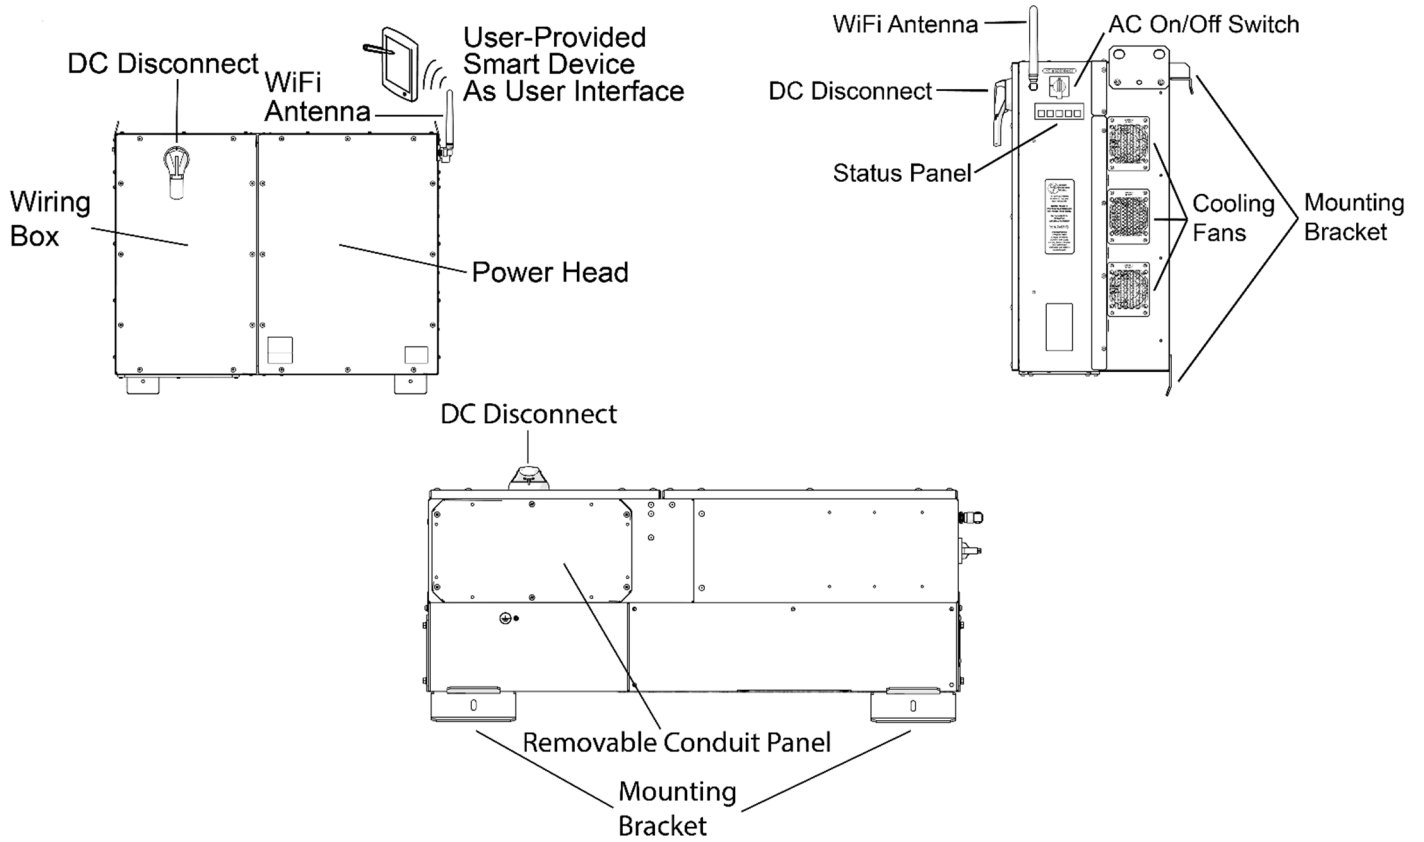 DC Disconnect
WiFi
Antenna
User-Provided
Smart Device
As User Interface
Wiring
Box
Power Head
WiFi Antenna
AC On/Off Switch
DC Disconnect
Status Panel
Cooling
Fans
Mounting
Bracket
DC Disconnect
Removable Conduit Panel
Mounting
Bracket